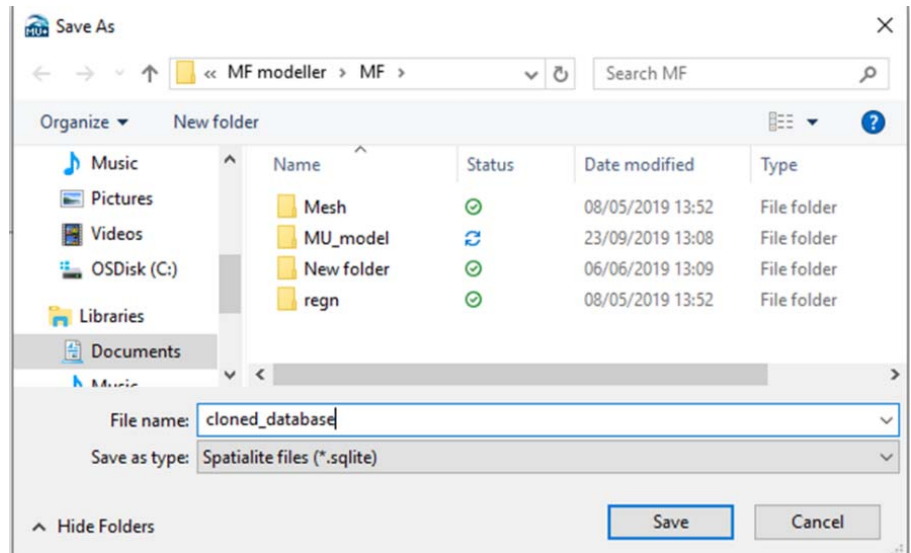 MU+ Save As
« MF modeller > MF >
Search MF
Organize
New folder
Name Status Date modified Type
Music
Pictures
Videos
OSDisk (C:)
Libraries
Documents
Music
Mesh 08/05/2019 13:52 File folder
MU_model 23/09/2019 13:08 File folder
New folder 06/06/2019 13:09 File folder
regn 08/05/2019 13:52 File folder
File name: cloned_database
Save as type: Spatialite files (*.sqlite)
Hide Folders
Save
Cancel